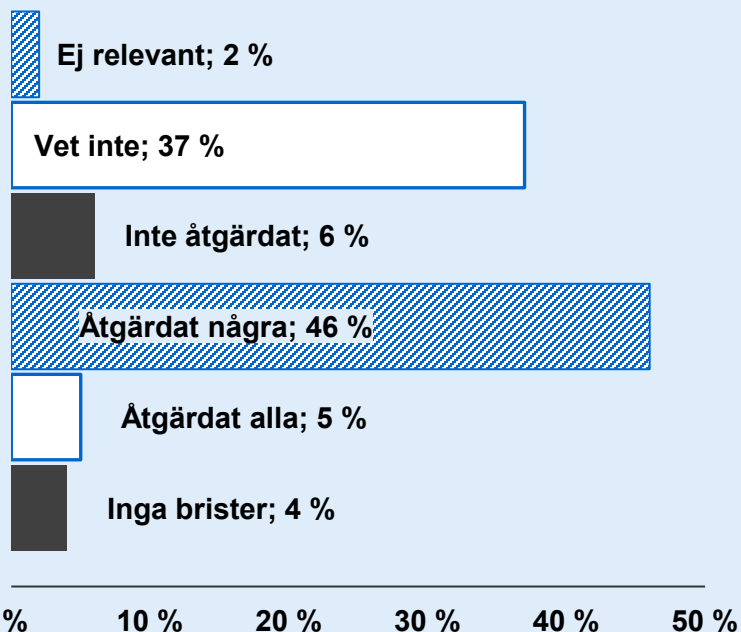 Ej relevant; 2 %
Vet inte; 37 %
Inte åtgärdat; 6 %
Åtgärdat några; 46 %
Åtgärdat alla; 5 %
Inga brister; 4 %
% 10 % 20 % 30 % 40 % 50 %